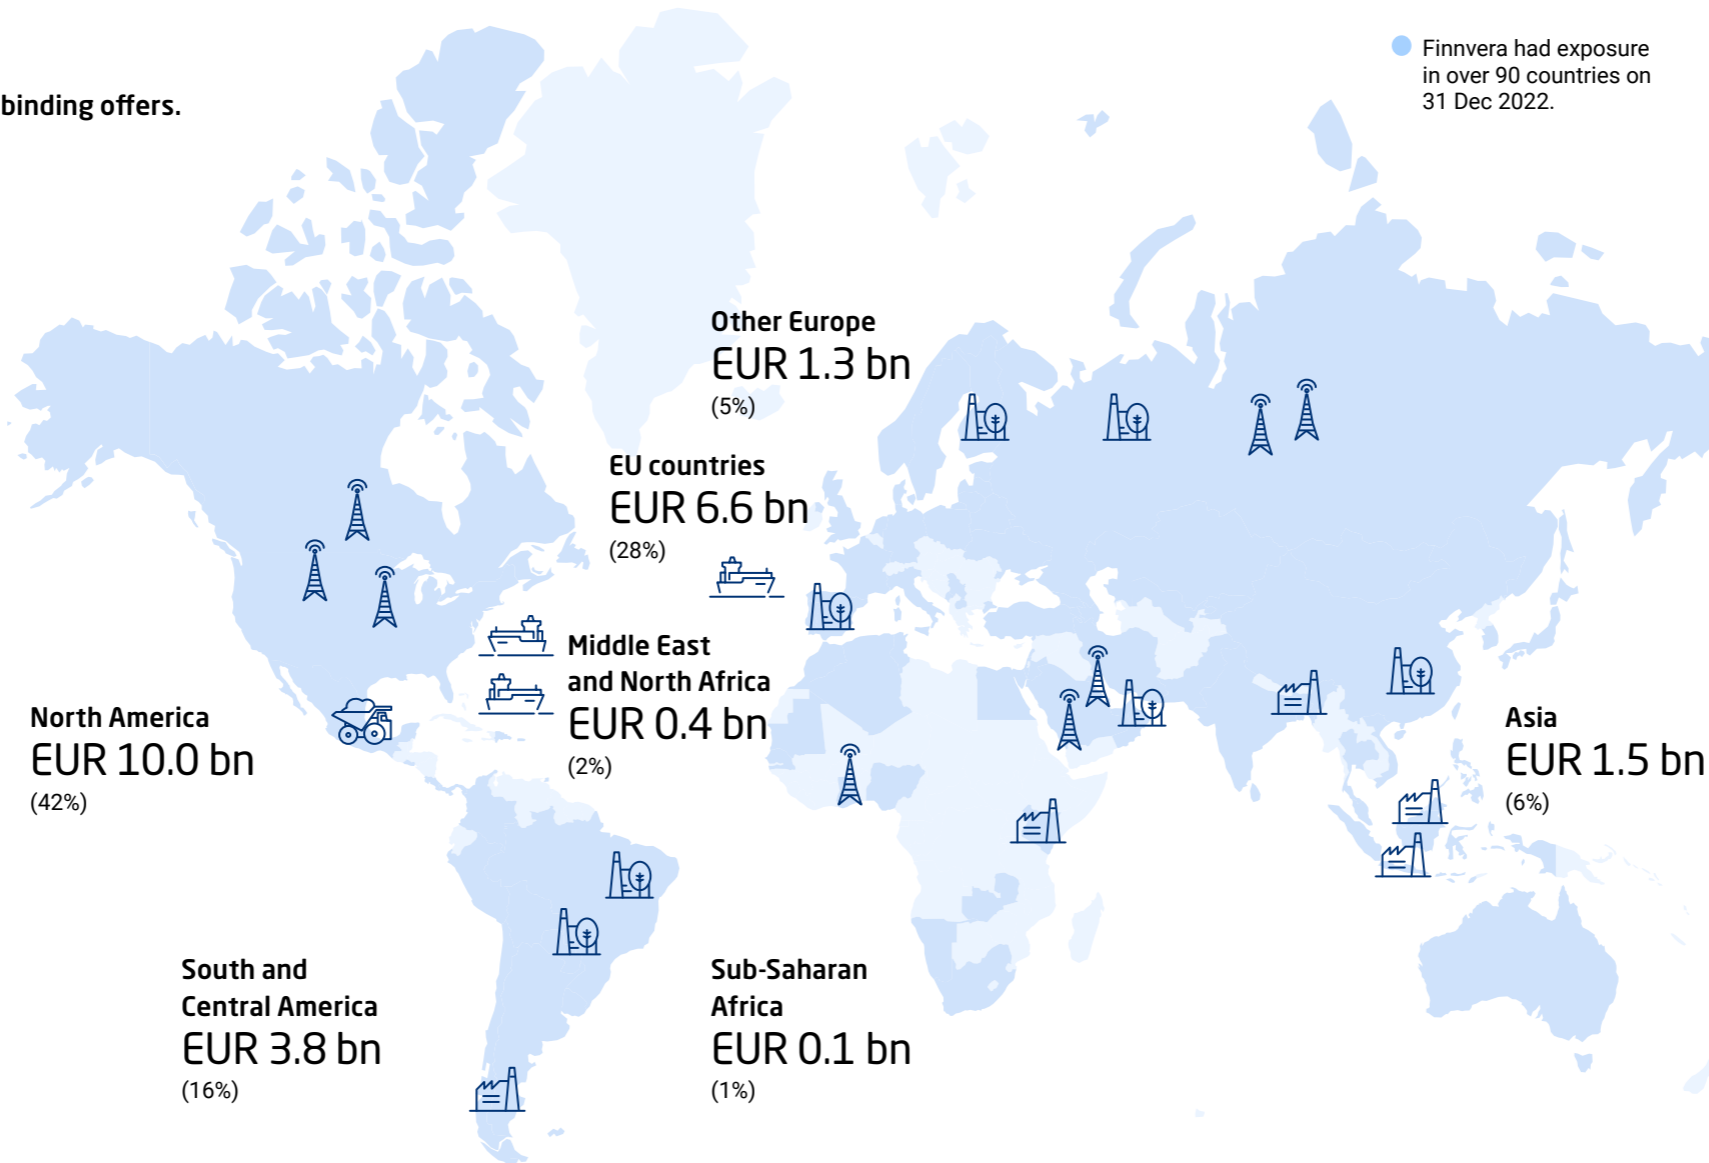 binding offers.
Finnvera had exposure
in over 90 countries on
31 Dec 2022.
Other Europe
EUR 1.3 bn
(5%)
EU countries
EUR 6.6 bn
(28%)
Middle East
and North Africa
EUR 0.4 bn
(2%)
North America
EUR 10.0 bn
(42%)
Asia
EUR 1.5 bn
(6%)
South and
Central America
EUR 3.8 bn
(16%)
Sub-Saharan
Africa
EUR 0.1 bn
(1%)